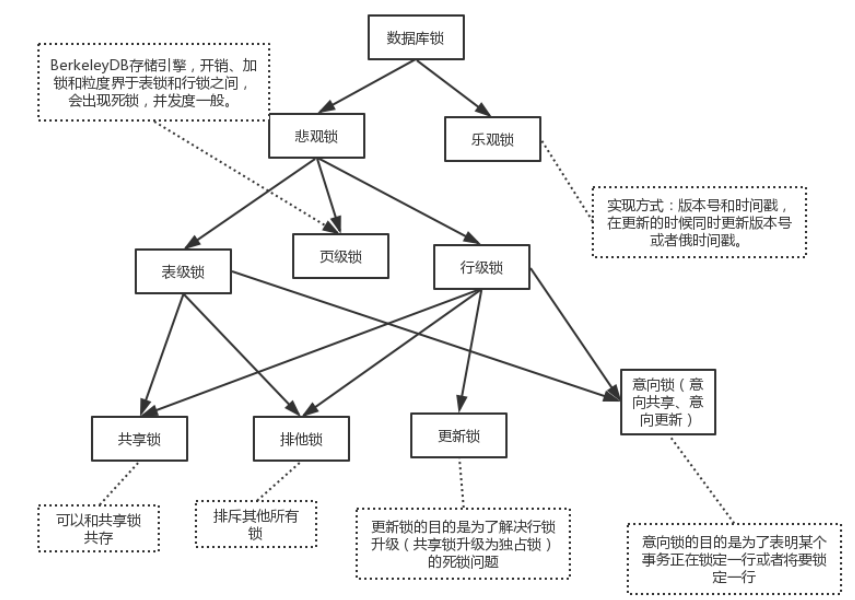 数据库锁
BerkeleyDB存储引擎，开销、加
锁和粒度界于表锁和行锁之间，
会出现死锁，并发度一般。
悲观锁
乐观锁
实现方式：版本号和时间戳，
在更新的时候同时更新版本号
或者俄时间戳。
页级锁
表级锁
行级锁
意向锁（意
向共享、意
向更新）
共享锁
排他锁
更新锁
可以和共享锁
共存
排斥其他所有
锁
更新锁的目的是为了解决行锁
升级（共享锁升级为独占锁）
的死锁问题
意向锁的目的是为了表明某个
事务正在锁定一行或者将要锁
定一行